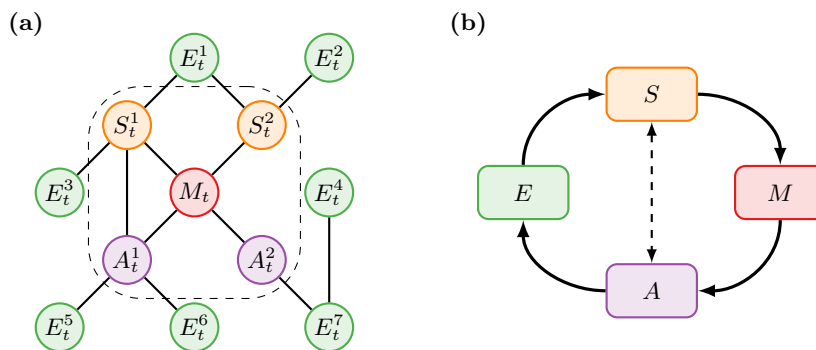 (a)
(b)
E_t^1
E_t^2
S_t^1
S_t^2
S
E_t^3
M_t
E_t^4
E
M
A_t^1
A_t^2
A
E_t^5
E_t^6
E_t^7